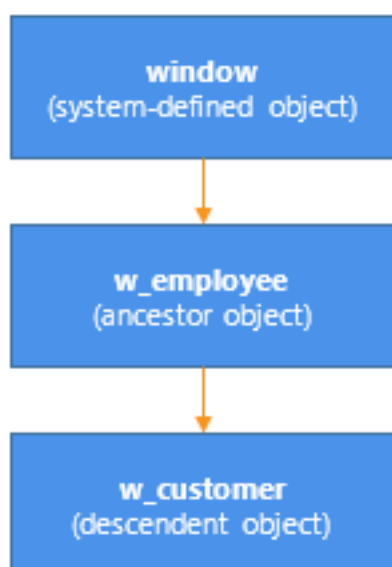 window
(system-defined object)
w_employee
(ancestor object)
w_customer
(descendent object)